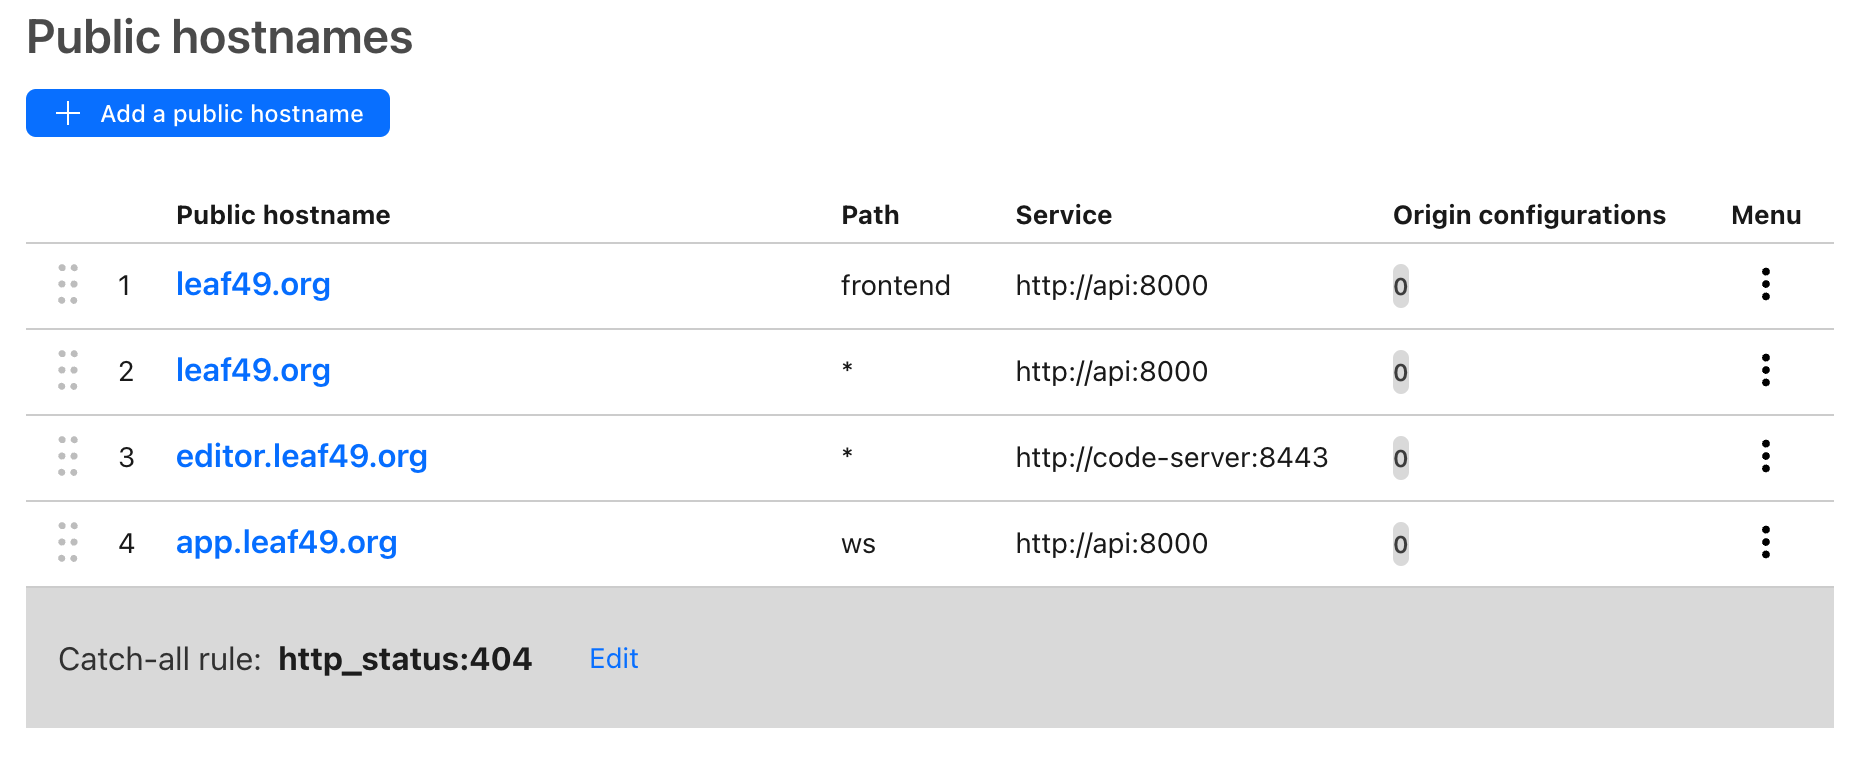 Public hostnames
+ Add a public hostname
Public hostname Path Service Origin configurations Menu
1 leaf49.org frontend http://api:8000 0
2 leaf49.org * http://api:8000 0
3 editor.leaf49.org * http://code-server:8443 0
4 app.leaf49.org ws http://api:8000 0
Catch-all rule: http_status:404 Edit